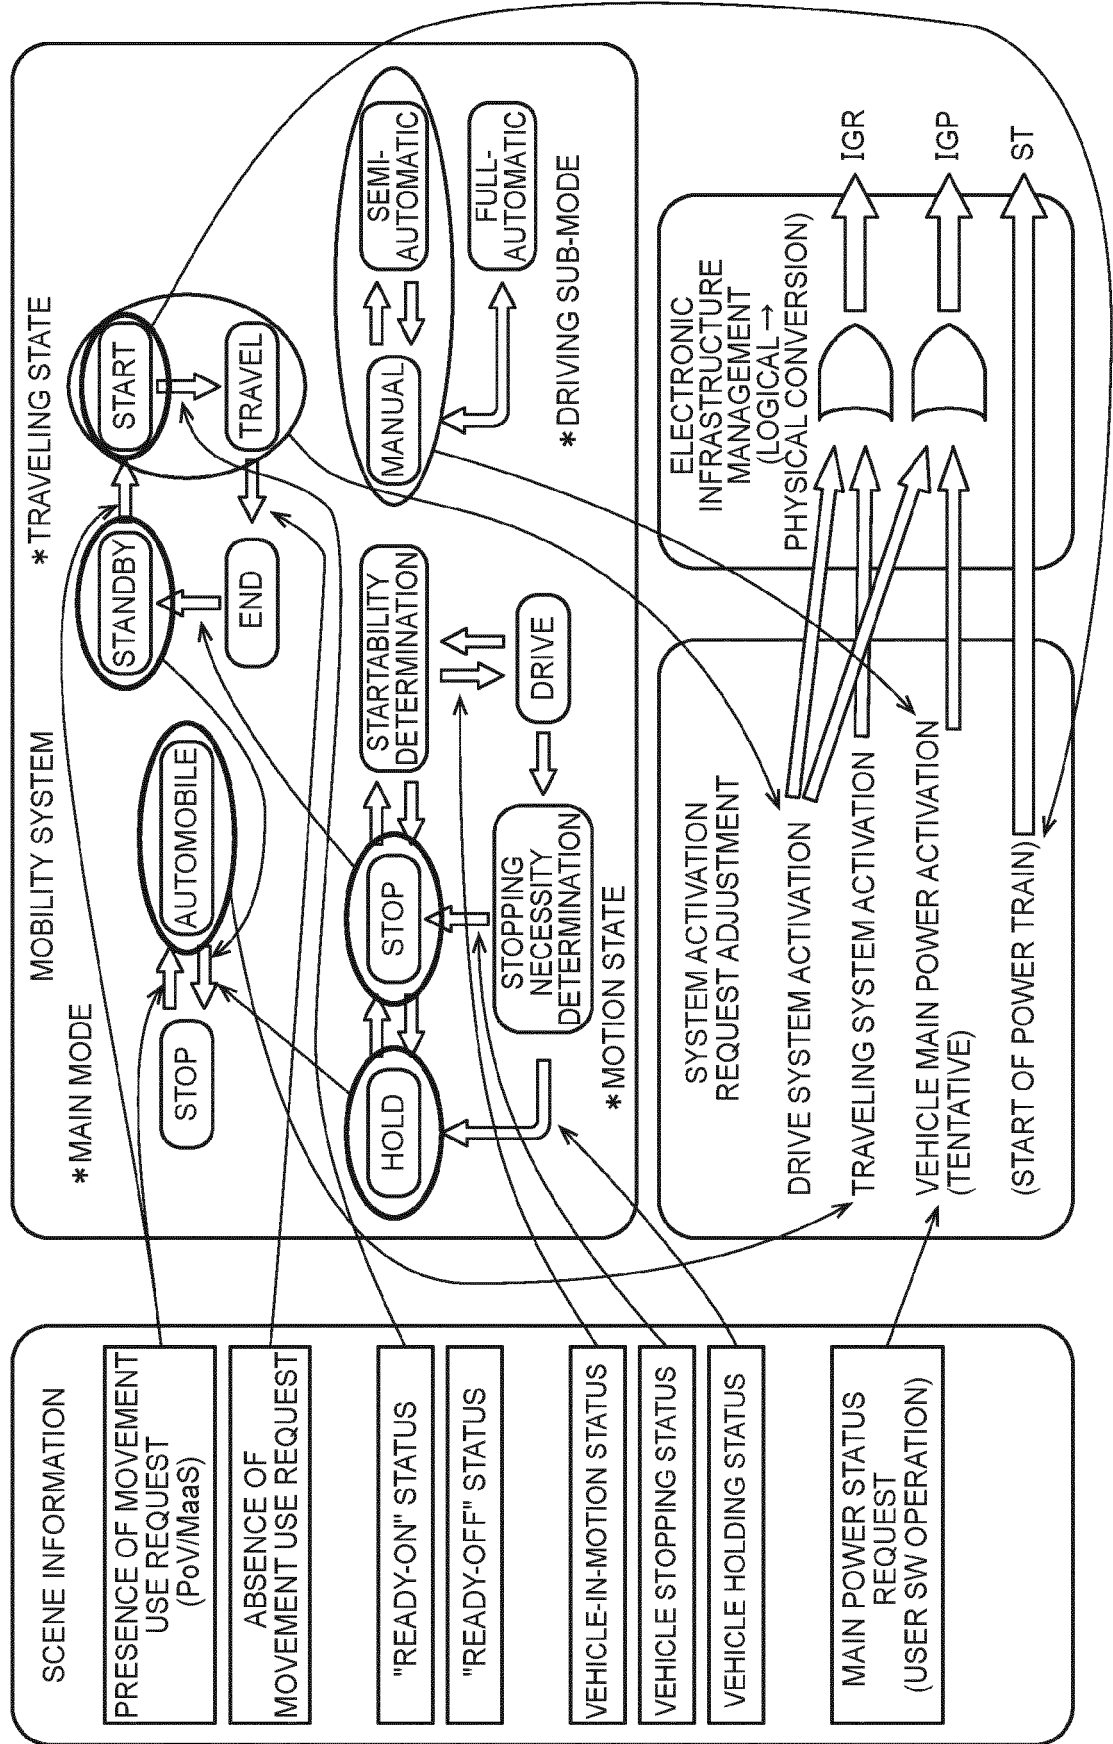 SCENE INFORMATION
PRESENCE OF MOVEMENT
USE REQUEST
(PoV/MaaS)
ABSENCE OF
MOVEMENT USE REQUEST
"READY-ON" STATUS
"READY-OFF" STATUS
VEHICLE-IN-MOTION STATUS
VEHICLE STOPPING STATUS
VEHICLE HOLDING STATUS
MAIN POWER STATUS
REQUEST
(USER SW OPERATION)
MOBILITY SYSTEM
*MAIN MODE
STOP
AUTOMOBILE
*TRAVELING STATE
STANDBY
START
END
TRAVEL
HOLD
STOP
STARTABILITY
DETERMINATION
STOPPING
NECESSITY
DETERMINATION
DRIVE
*MOTION STATE
MANUAL
SEMI-
AUTOMATIC
FULL-
AUTOMATIC
*DRIVING SUB-MODE
SYSTEM ACTIVATION
REQUEST ADJUSTMENT
DRIVE SYSTEM ACTIVATION
TRAVELING SYSTEM ACTIVATION
VEHICLE MAIN POWER ACTIVATION
(TENTATIVE)
(START OF POWER TRAIN)
ELECTRONIC
INFRASTRUCTURE
MANAGEMENT
(LOGICAL→
PHYSICAL CONVERSION)
IGR
IGP
ST